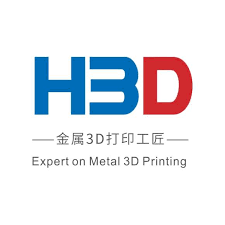 H3D
—金属3D打印工匠—
Expert on Metal 3D Printing